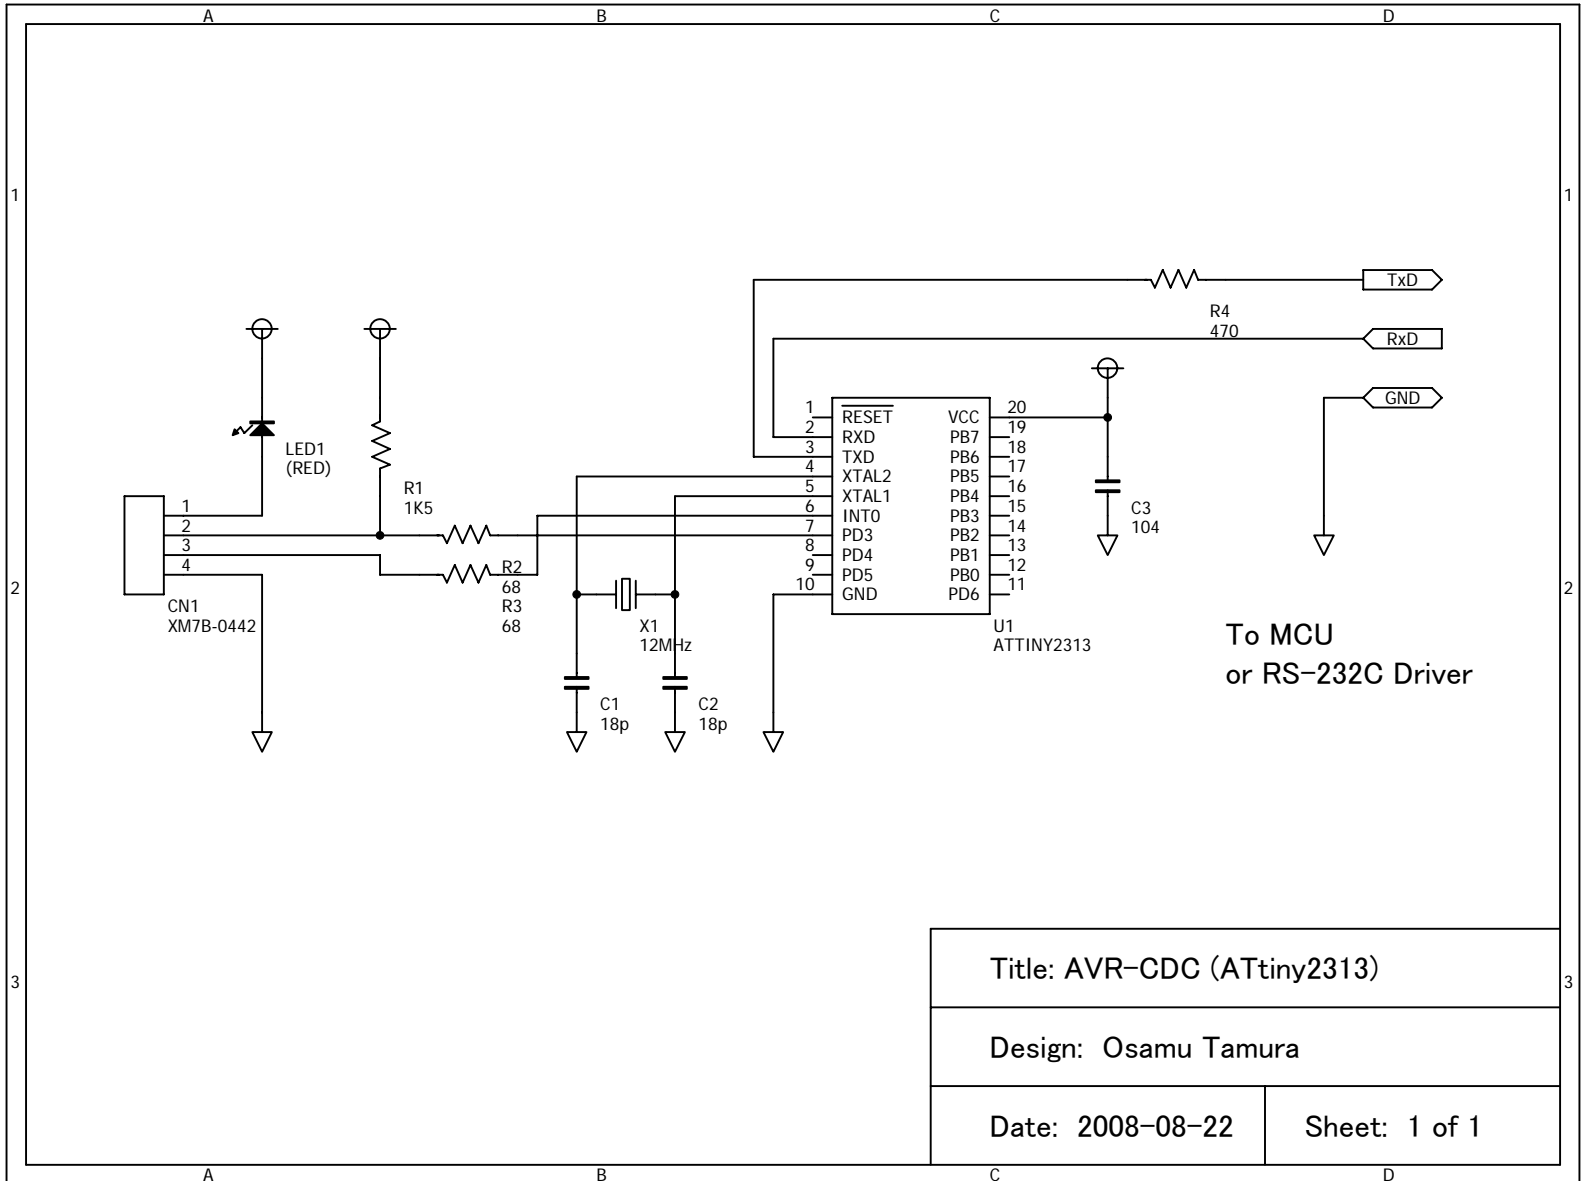 A B C D
1 1
TxD
R4
470
RxD
GND
LED1
(RED)
R1
1K5
1
2
3
4
CN1
XM7B-0442
R2
68
R3
68
X1
12MHz
C1
18p
C2
18p
1 RESET VCC 20
2 RXD PB7 19
3 TXD PB6 18
4 XTAL2 PB5 17
5 XTAL1 PB4 16
6 INT0 PB3 15
7 PD3 PB2 14
8 PD4 PB1 13
9 PD5 PB0 12
10 GND PD6 11
U1
ATTINY2313
C3
104
2 2
To MCU
or RS-232C Driver
3 3
Title: AVR-CDC (ATtiny2313)
Design: Osamu Tamura
Date: 2008-08-22 Sheet: 1 of 1
A B C D